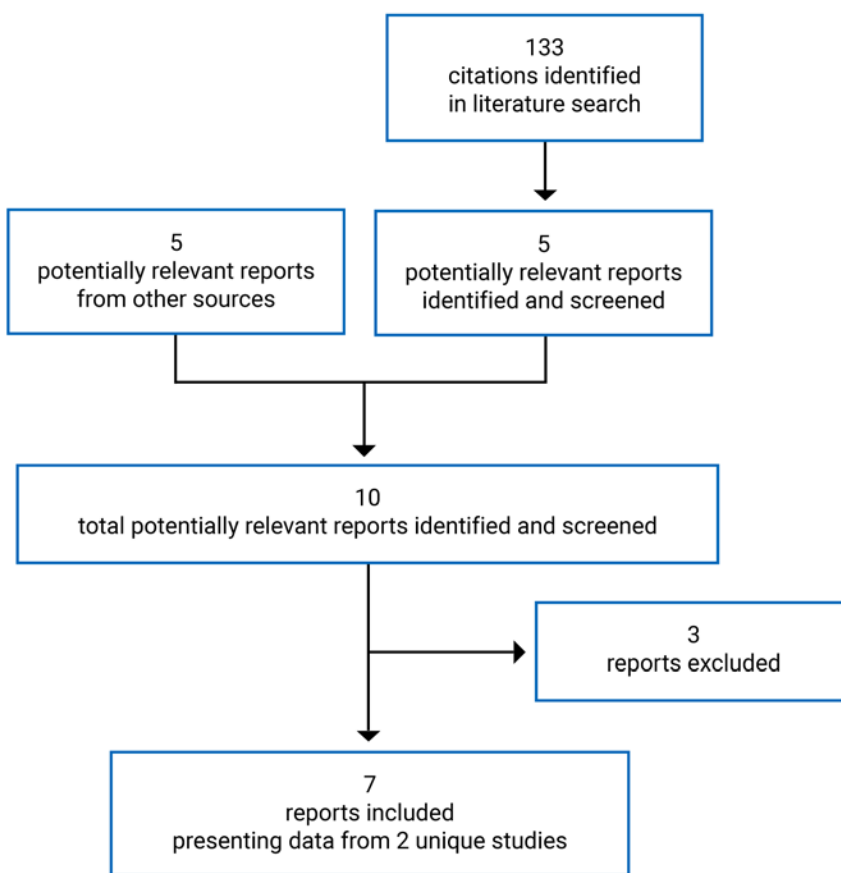 133
citations identified
in literature search
5
potentially relevant reports
from other sources
5
potentially relevant reports
identified and screened
10
total potentially relevant reports identified and screened
3
reports excluded
7
reports included
presenting data from 2 unique studies